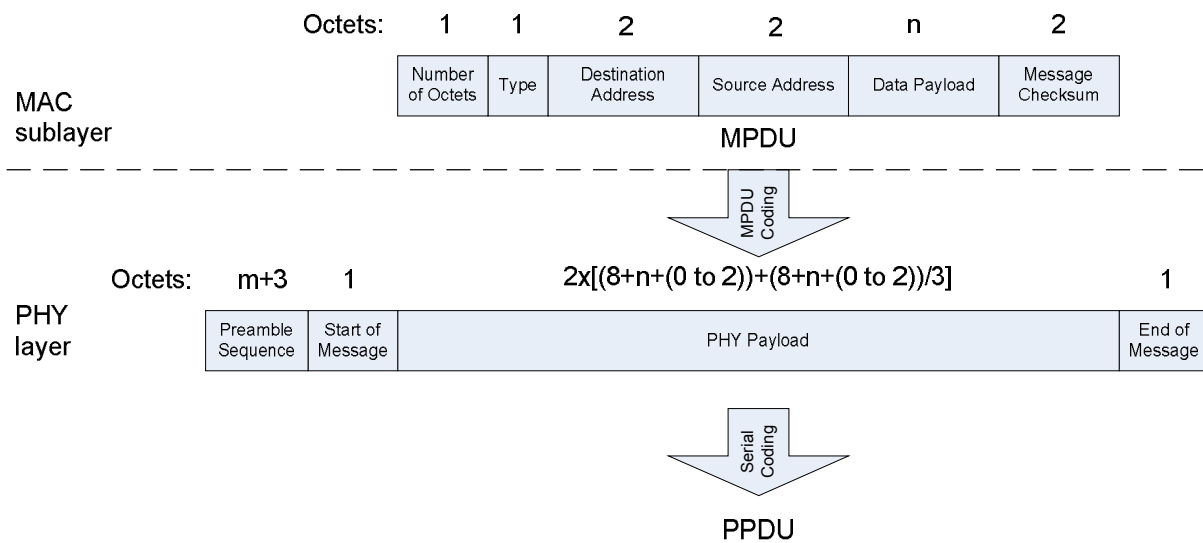 Octets: 1 1 2 2 n 2
Number of Octets
Type
Destination Address
Source Address
Data Payload
Message Checksum
MAC sublayer
MPDU
MPDU Coding
Octets: m+3 1 2x[(8+n+(0 to 2))+(8+n+(0 to 2))/3] 1
PHY layer
Preamble Sequence
Start of Message
PHY Payload
End of Message
Serial Coding
PPDU